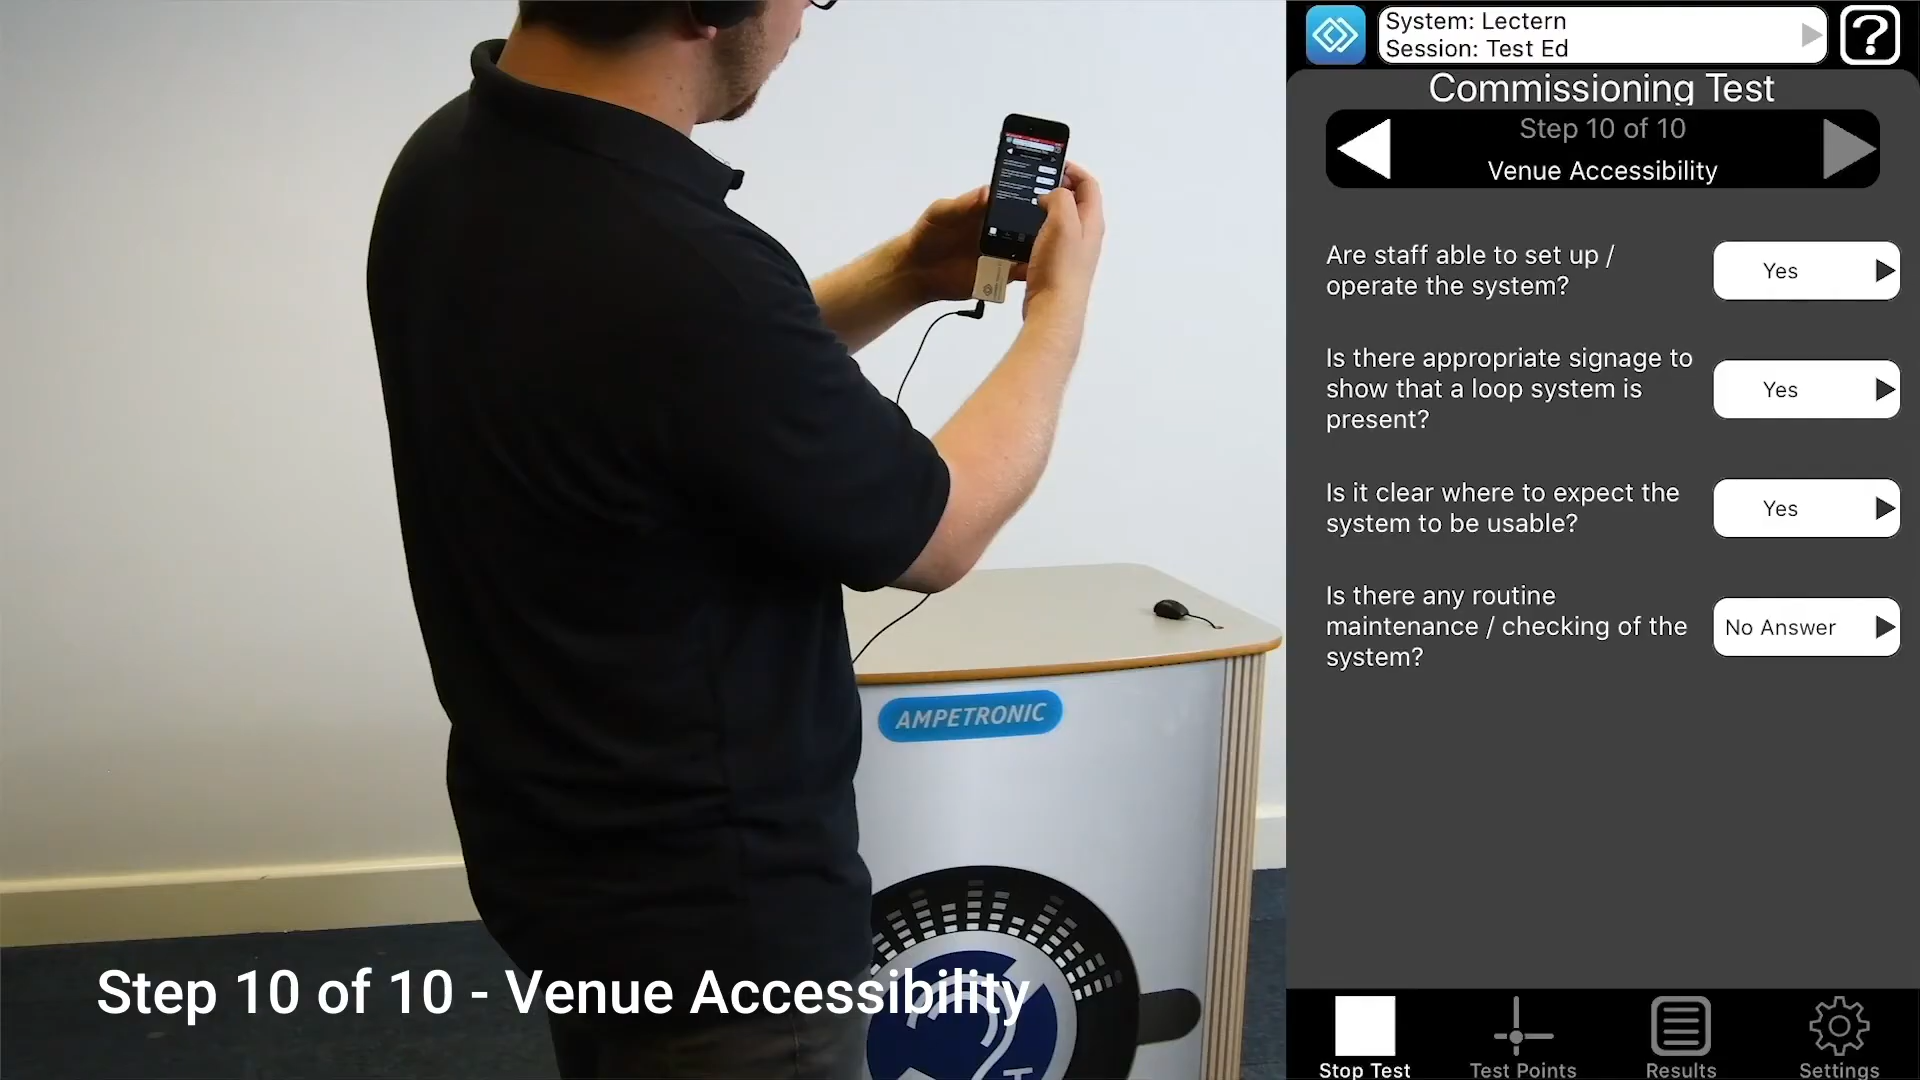 System: Lectern
Session: Test Ed
?
Commissioning Test
Step 10 of 10
Venue Accessibility
Are staff able to set up /
operate the system?
Yes
Is there appropriate signage to
show that a loop system is
present?
Yes
Is it clear where to expect the
system to be usable?
Yes
Is there any routine
maintenance / checking of the
system?
No Answer
Stop Test
Test Points
Results
Settings
AMPETRONIC
T
Step 10 of 10 - Venue Accessibility